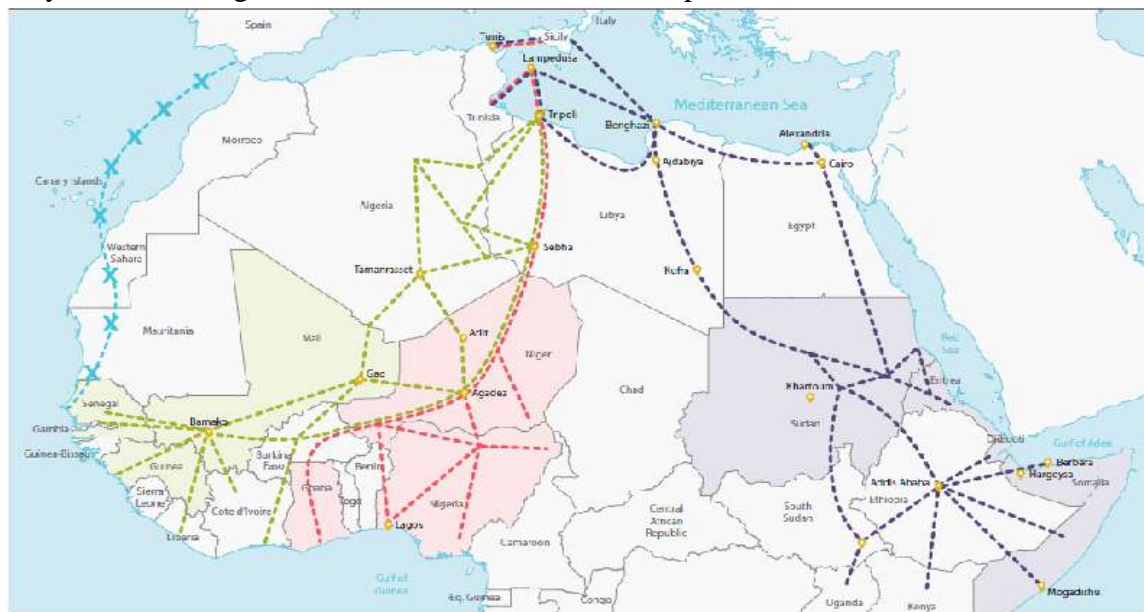 Spain
Italy
Tunis
Sicily
Lampedusa
Mediterranean Sea
Tunisia
Tripoli
Benghazi
Alexandria
Morroco
Ajdabiya
Cairo
Canary Islands
Algeria
Libya
Egypt
Western
Sahara
Sebha
Tamanrasset
Kufra
Mauritania
Mali
Arlit
Niger
Red
Sea
Gao
Chad
Khartoum
Eritrea
Senegal
Agadez
Sudan
Gambia
Bamako
Guinea-Bissau
Burkina
Faso
Djibouti
Gulf of Aden
Guinea
Benin
Berbera
Hargeysa
Somalia
Ghana
Togo
Nigeria
Addis Ababa
Ethiopia
Sierra
Leone
Cote d'Ivoire
South
Sudan
Central
African
Republic
Lagos
Liberia
Gulf of
Guinea
Eq. Guinea
Congo
Uganda
Kenya
Mogadishu